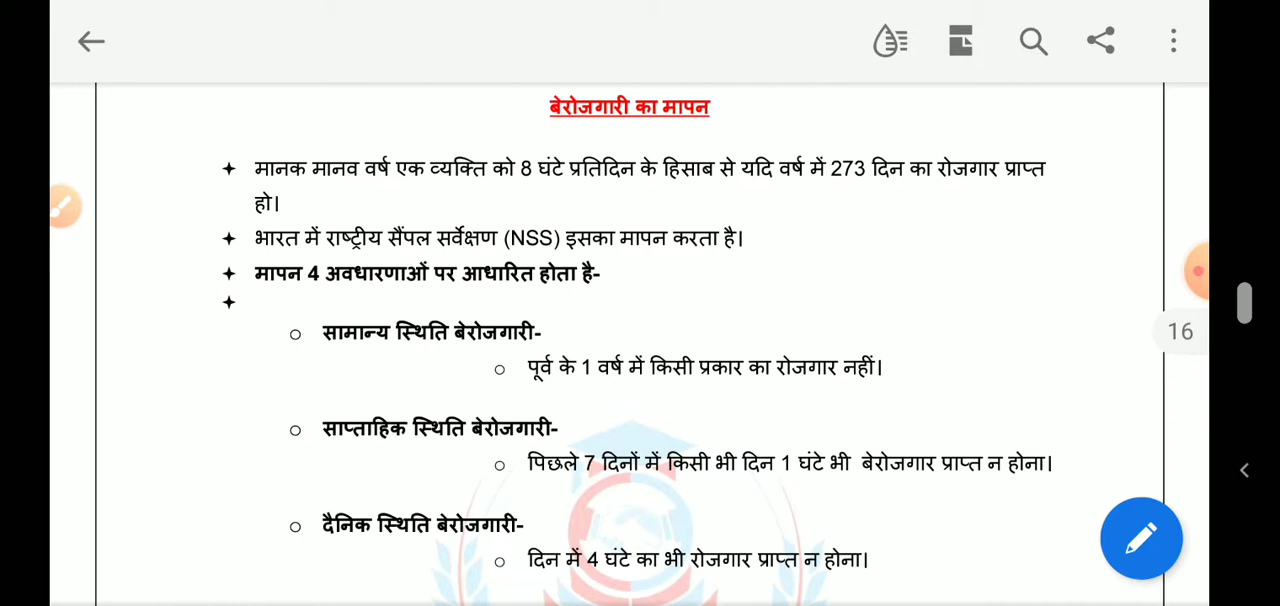 बेरोजगारी का मापन
मानक मानव वर्ष एक व्यक्ति को 8 घंटे प्रतिदिन के हिसाब से यदि वर्ष में 273 दिन का रोजगार प्राप्त
हो।
भारत में राष्ट्रीय सैंपल सर्वेक्षण (NSS) इसका मापन करता है।
मापन 4 अवधारणाओं पर आधारित होता है-
सामान्य स्थिति बेरोजगारी-
पूर्व के 1 वर्ष में किसी प्रकार का रोजगार नहीं।
16
साप्ताहिक स्थिति बेरोजगारी-
पिछले 7 दिनों में किसी भी दिन 1 घंटे भी बेरोजगार प्राप्त न होना।
दैनिक स्थिति बेरोजगारी-
दिन में 4 घंटे का भी रोजगार प्राप्त न होना।